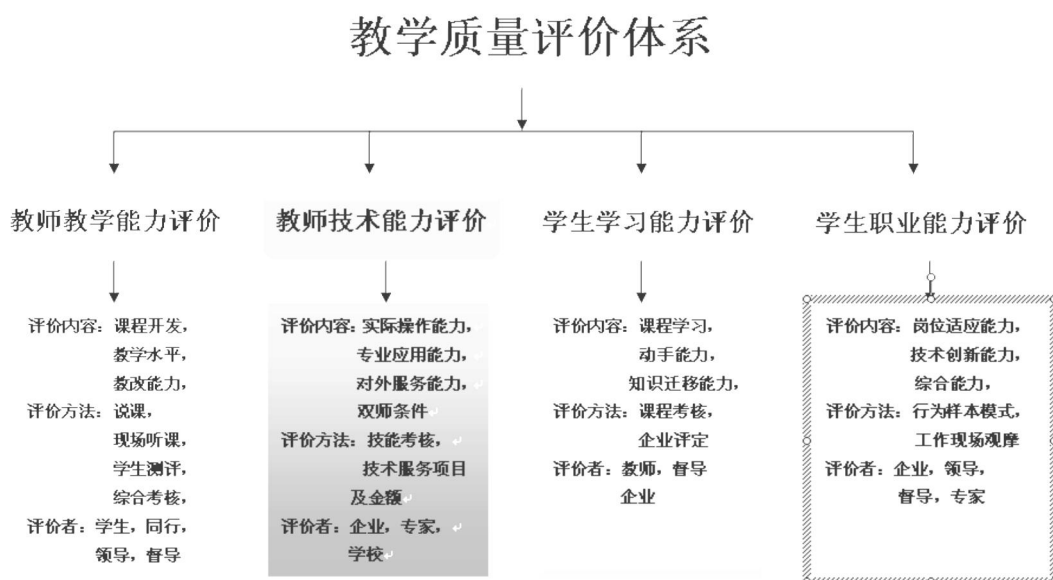 教学质量评价体系
教师教学能力评价
评价内容：课程开发，
教学水平，
教改能力，
评价方法：说课，
现场听课，
学生测评，
综合考核，
评价者：学生，同行，
领导，督导
教师技术能力评价
评价内容：实际操作能力，
专业应用能力，
对外服务能力，
双师条件
评价方法：技能考核，
技术服务项目
及金额
评价者：企业，专家，
学校
学生学习能力评价
评价内容：课程学习，
动手能力，
知识迁移能力，
评价方法：课程考核，
企业评定
评价者：教师，督导
企业
学生职业能力评价
评价内容：岗位适应能力，
技术创新能力，
综合能力，
评价方法：行为样本模式，
工作现场观摩
评价者：企业，领导，
督导，专家